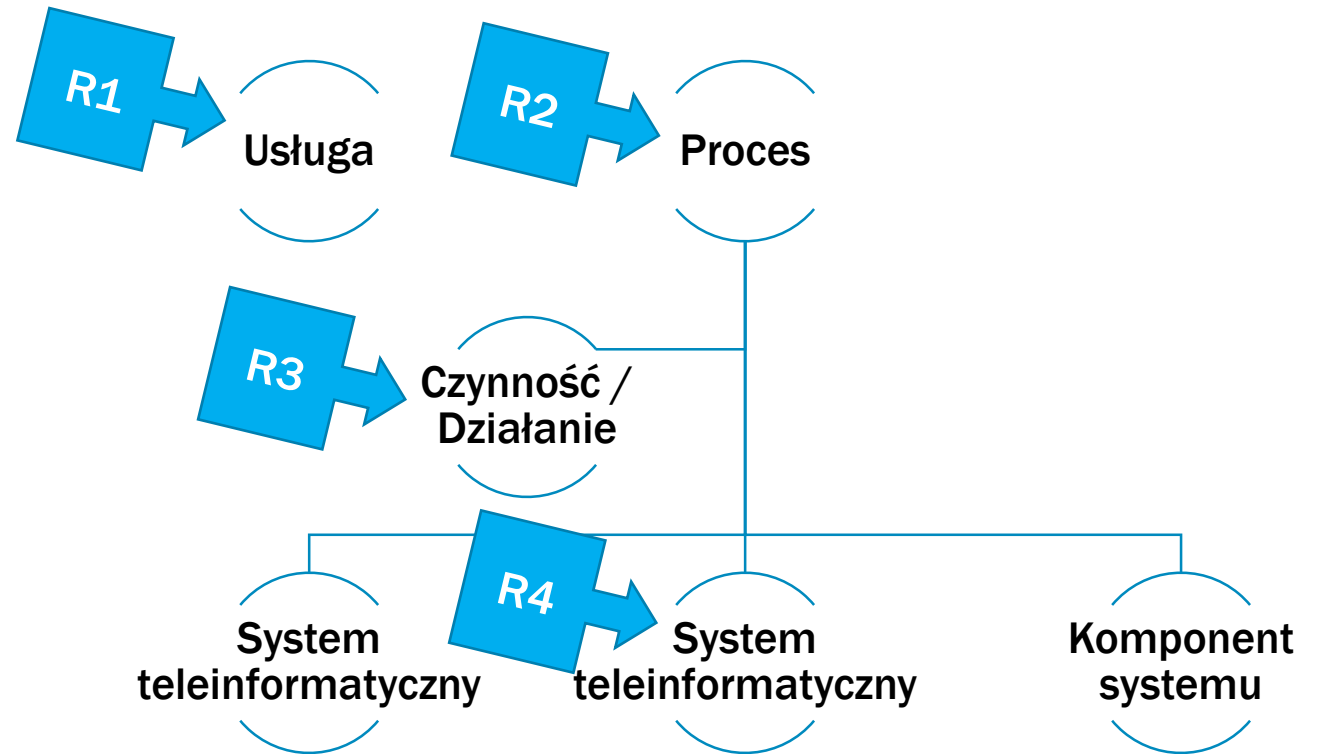 R1
Usługa
R2
Proces
R3
Czynność /
Działanie
System
teleinformatyczny
R4
System
teleinformatyczny
Komponent
systemu